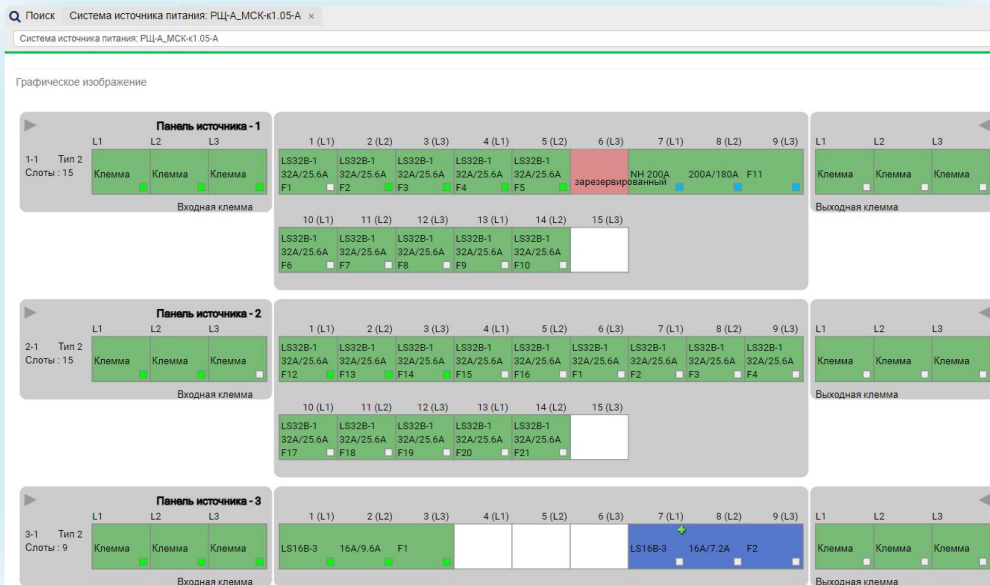 Поиск Система источника питания: РЩ-А_МСК-к1.05-А ×
Система источника питания: РЩ-А_МСК-к1.05-А
Графическое изображение
Панель источника - 1
L1 L2 L3 1 (L1) 2 (L2) 3 (L3) 4 (L1) 5 (L2) 6 (L3) 7 (L1) 8 (L2) 9 (L3) L1 L2 L3
1-1 Тип 2
Слоты : 15
Клемма Клемма Клемма
LS32B-1 LS32B-1 LS32B-1 LS32B-1 LS32B-1
32A/25.6A 32A/25.6A 32A/25.6A 32A/25.6A 32A/25.6A зарезервированный NH 200A 200A/180A F11
F1 F2 F3 F4 F5
Клемма Клемма Клемма
Входная клемма Выходная клемма
10 (L1) 11 (L2) 12 (L3) 13 (L1) 14 (L2) 15 (L3)
LS32B-1 LS32B-1 LS32B-1 LS32B-1 LS32B-1
32A/25.6A 32A/25.6A 32A/25.6A 32A/25.6A 32A/25.6A
F6 F7 F8 F9 F10
Панель источника - 2
L1 L2 L3 1 (L1) 2 (L2) 3 (L3) 4 (L1) 5 (L2) 6 (L3) 7 (L1) 8 (L2) 9 (L3) L1 L2 L3
2-1 Тип 2
Слоты : 15
Клемма Клемма Клемма
LS32B-1 LS32B-1 LS32B-1 LS32B-1 LS32B-1 LS32B-1 LS32B-1 LS32B-1 LS32B-1
32A/25.6A 32A/25.6A 32A/25.6A 32A/25.6A 32A/25.6A 32A/25.6A 32A/25.6A 32A/25.6A 32A/25.6A
F12 F13 F14 F15 F16 F1 F2 F3 F4
Клемма Клемма Клемма
Входная клемма Выходная клемма
10 (L1) 11 (L2) 12 (L3) 13 (L1) 14 (L2) 15 (L3)
LS32B-1 LS32B-1 LS32B-1 LS32B-1 LS32B-1
32A/25.6A 32A/25.6A 32A/25.6A 32A/25.6A 32A/25.6A
F17 F18 F19 F20 F21
Панель источника - 3
L1 L2 L3 1 (L1) 2 (L2) 3 (L3) 4 (L1) 5 (L2) 6 (L3) 7 (L1) 8 (L2) 9 (L3) L1 L2 L3
3-1 Тип 2
Слоты : 9
Клемма Клемма Клемма LS16B-3 16A/9.6A F1 LS16B-3 16A/7.2A F2 Клемма Клемма Клемма
Входная клемма Выходная клемма